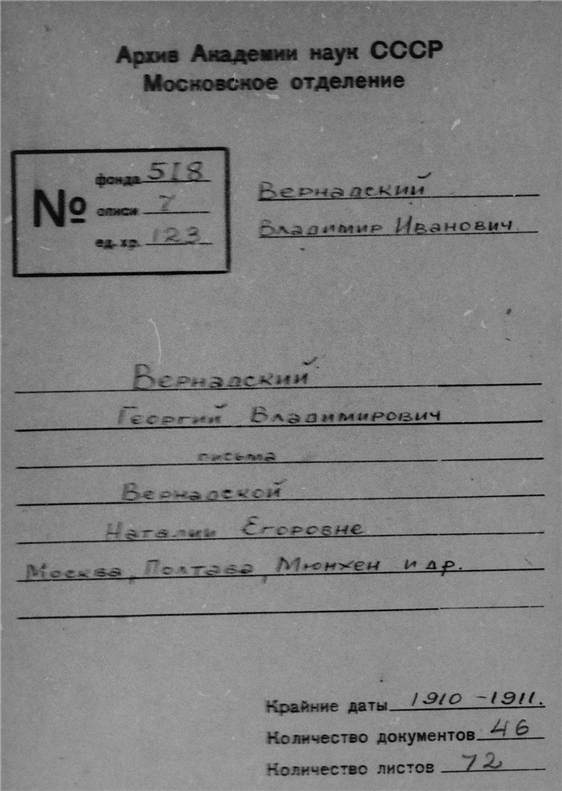 Архив Академии наук СССР
Московское отделение
№
фонда 518
описи 7
ед. хр. 123
Вернадский
Владимир Иванович.
Вернадский
Георгий Владимирович
письма
Вернадской
Наталии Егоровне
Москва, Полтава, Мюнхен и др.
Крайние даты 1910 - 1911.
Количество документов 46
Количество листов 72